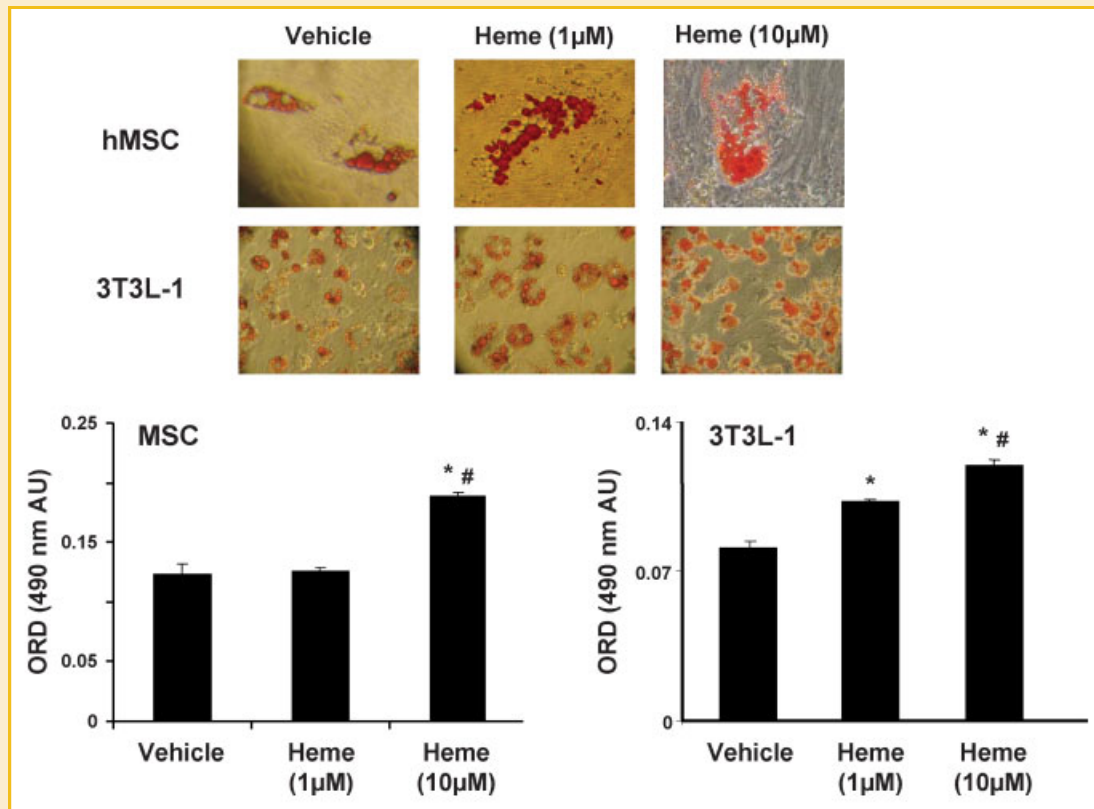 Vehicle Heme (1μM) Heme (10μM)
hMSC
3T3L-1
MSC
ORD (490 nm AU)
0.25
0.15
0.05
0
* #
Vehicle Heme (1μM) Heme (10μM)
3T3L-1
ORD (490 nm AU)
0.14
0.07
0
*
* #
Vehicle Heme (1μM) Heme (10μM)